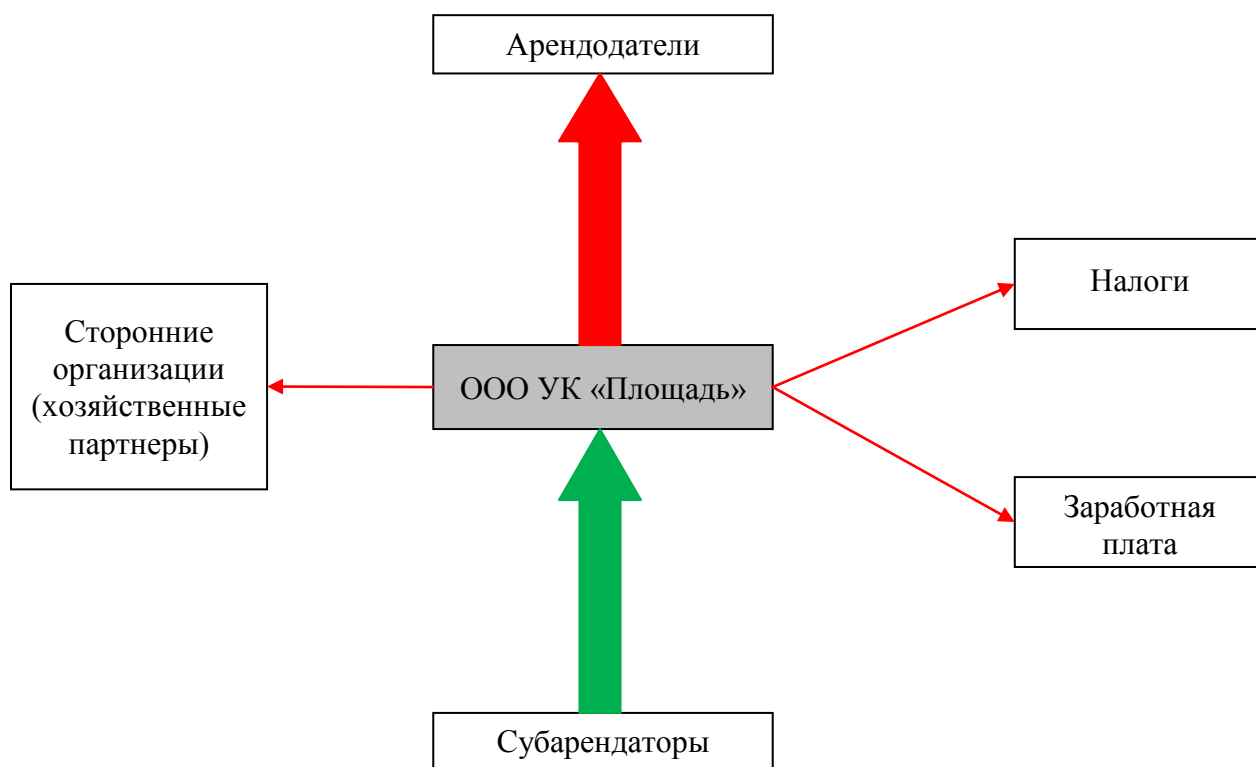 Арендодатели
Налоги
Сторонние
организации
(хозяйственные
партнеры)
ООО УК «Площадь»
Заработная
плата
Субарендаторы